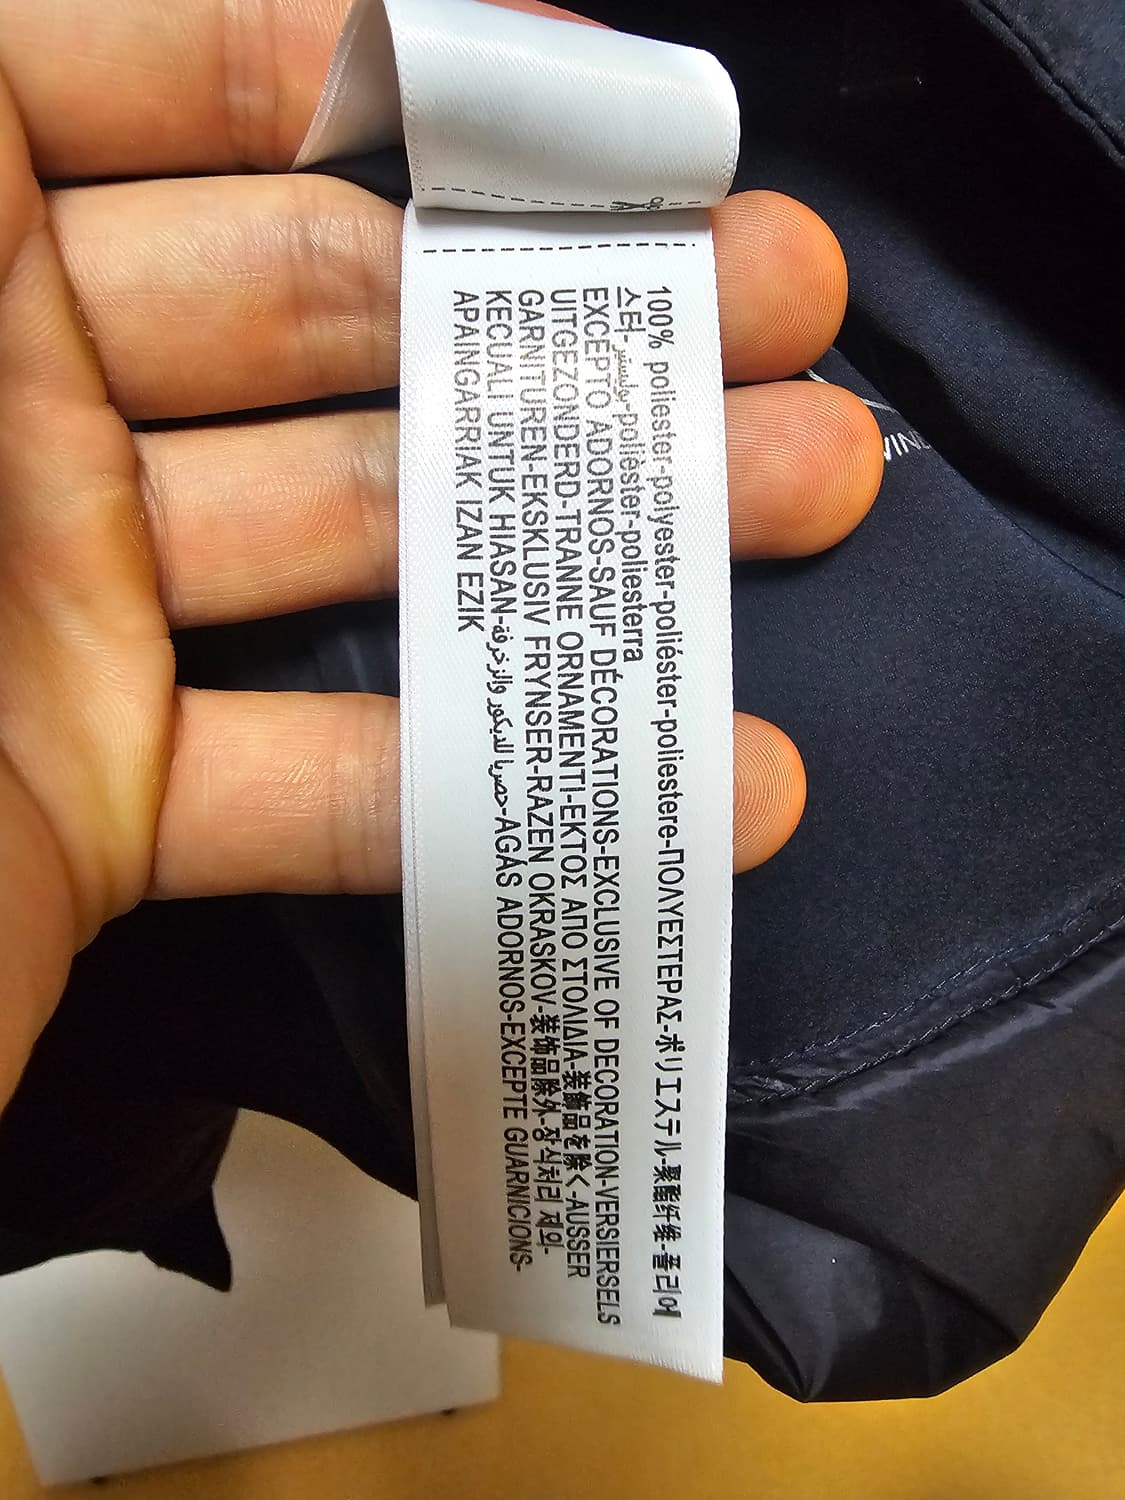 100% poliester-polyester-poliéster-poliestere-ΠΟΛΥΕΣΤΕΡΑΣ-ポリエステル-聚酯纤维-폴리에
스터-بوليستر-polièster-poliesterra
EXCEPTO ADORNOS-SAUF DÉCORATIONS-EXCLUSIVE OF DECORATION-VERSIERSELS
UITGEZONDERD-TRANNE ORNAMENTI-ΕΚΤΟΣ ΑΠΟ ΣΤΟΛΙΔΙΑ-装飾品を除く-AUSSER
GARNITUREN-EKSKLUSIV FRYNSER-RAZEN OKRASKOV-装饰品除外-장식처리 제외-
KECUALI UNTUK HIASAN-حصريا للديكور والزخرفة-AGÁS ADORNOS-EXCEPTE GUARNICIONS-
APAINGARRIAK IZAN EZIK